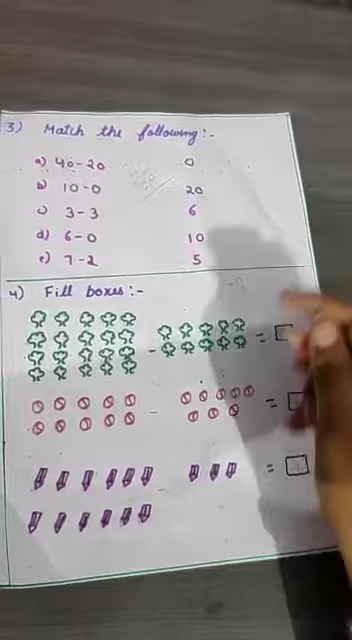 3) Match the following:-
a) 40-20 0
b) 10-0 20
c) 3-3 6
d) 6-0 10
e) 7-2 5
4) Fill boxes:-
- =
- =
=